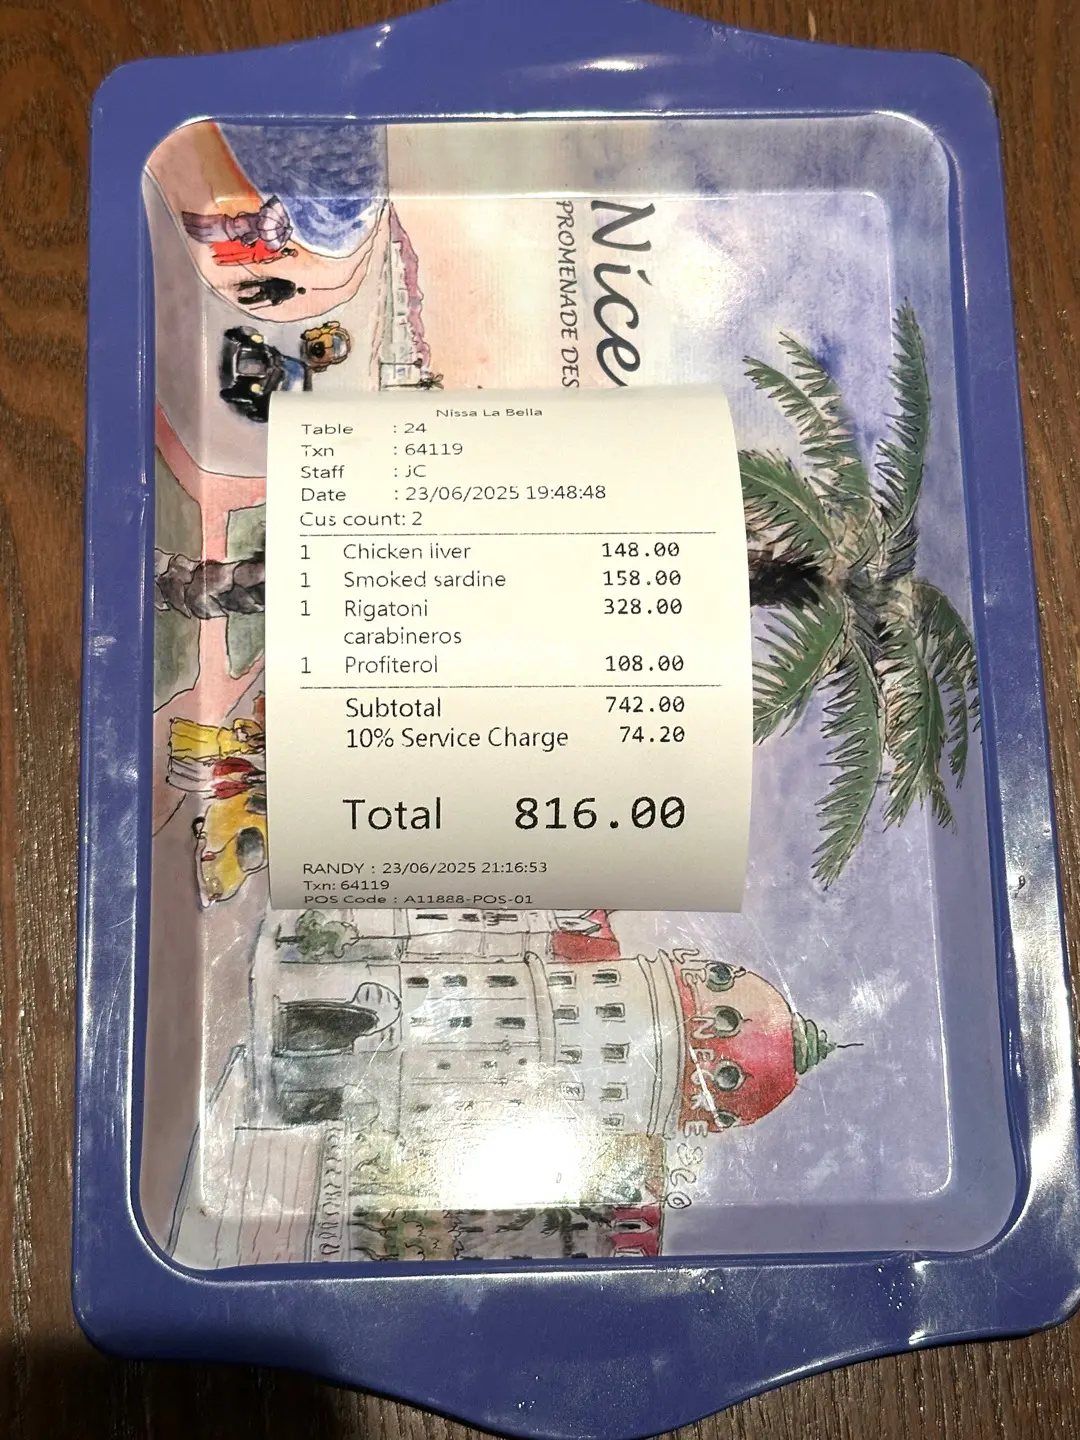 Nice
PROMENADE DES
Nissa La Bella
Table : 24
Txn : 64119
Staff : JC
Date : 23/06/2025 19:48:48
Cus count: 2
1 Chicken liver 148.00
1 Smoked sardine 158.00
1 Rigatoni 328.00
carabineros
1 Profiterol 108.00
Subtotal 742.00
10% Service Charge 74.20
Total 816.00
RANDY : 23/06/2025 21:16:53
Txn: 64119
POS Code : A11888-POS-01
LE NEGRE